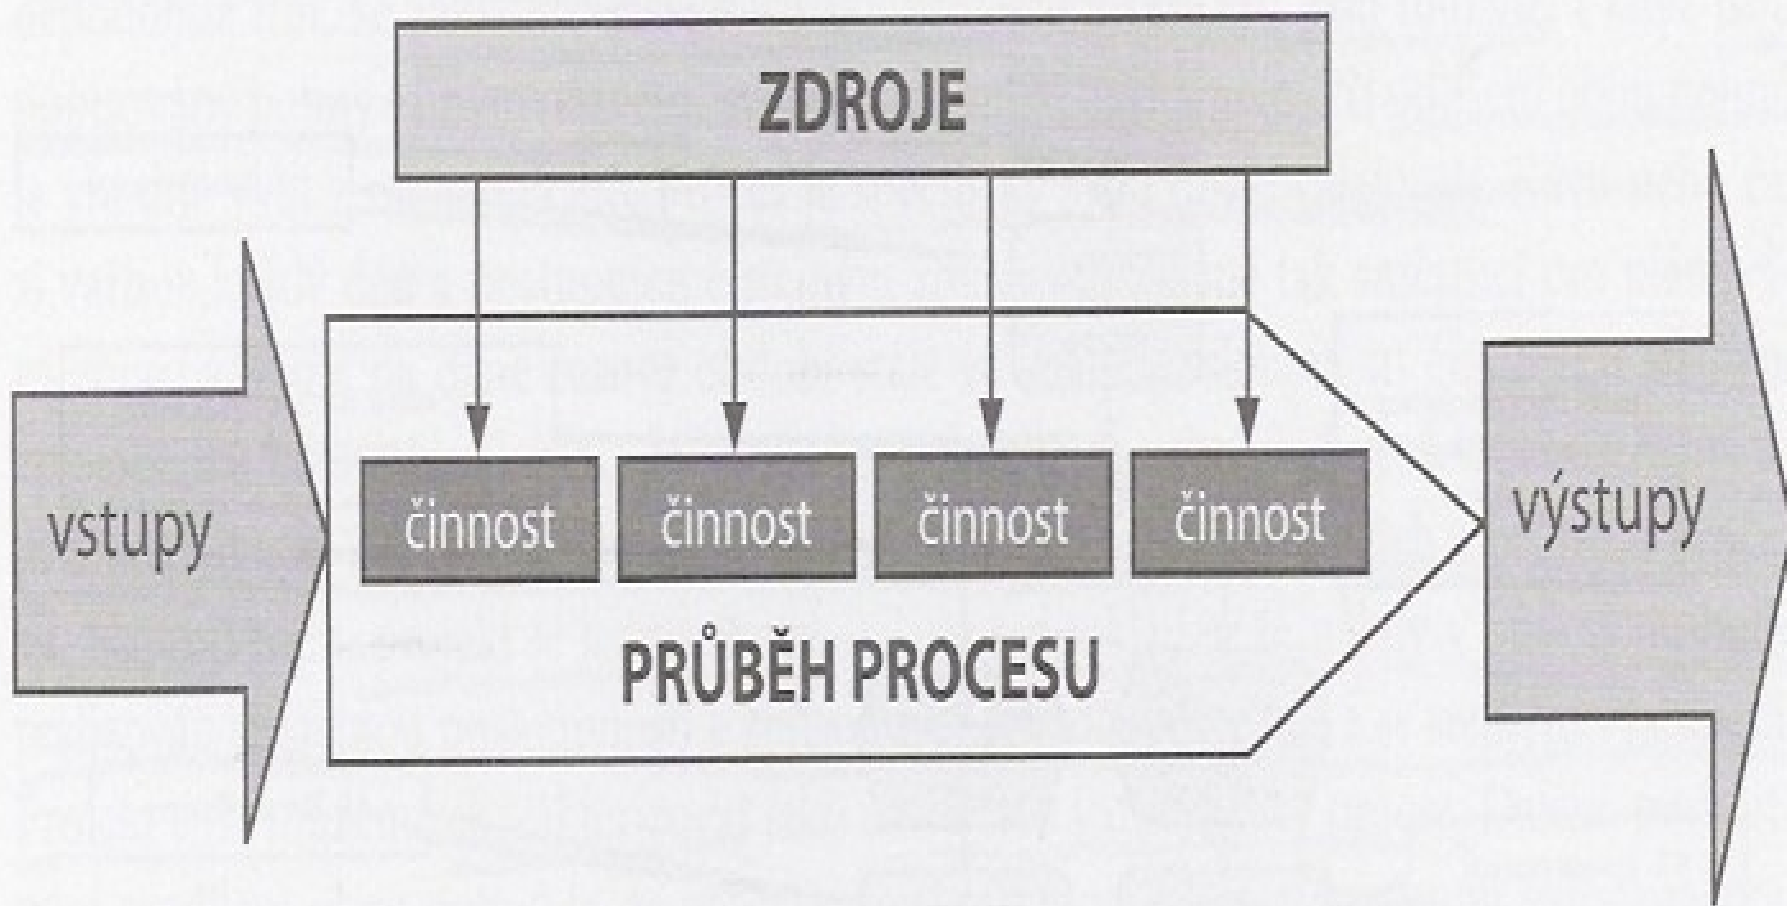 ZDROJE
vstupy
činnost
činnost
činnost
činnost
výstupy
PRŮBĚH PROCESU